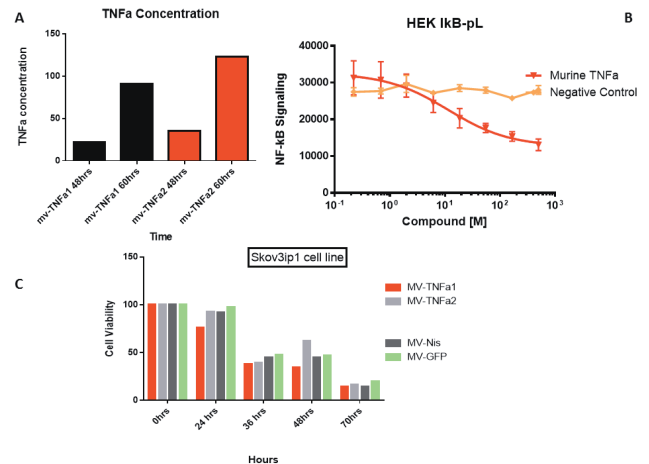 A
TNFa Concentration
TNFa concentration
150
100
50
0
mv-TNFa1 48hrs
mv-TNFa1 60hrs
mv-TNFa2 48hrs
mv-TNFa2 60hrs
Time
B
HEK IkB-pL
NF-kB Signaling
40000
30000
20000
10000
0
10-1
100
101
102
103
Compound [M]
Murine TNFa
Negative Control
C
Skov3ip1 cell line
Cell Viability
150
100
50
0
0hrs
24 hrs
36 hrs
48hrs
70hrs
Hours
MV-TNFa1
MV-TNFa2
MV-Nis
MV-GFP